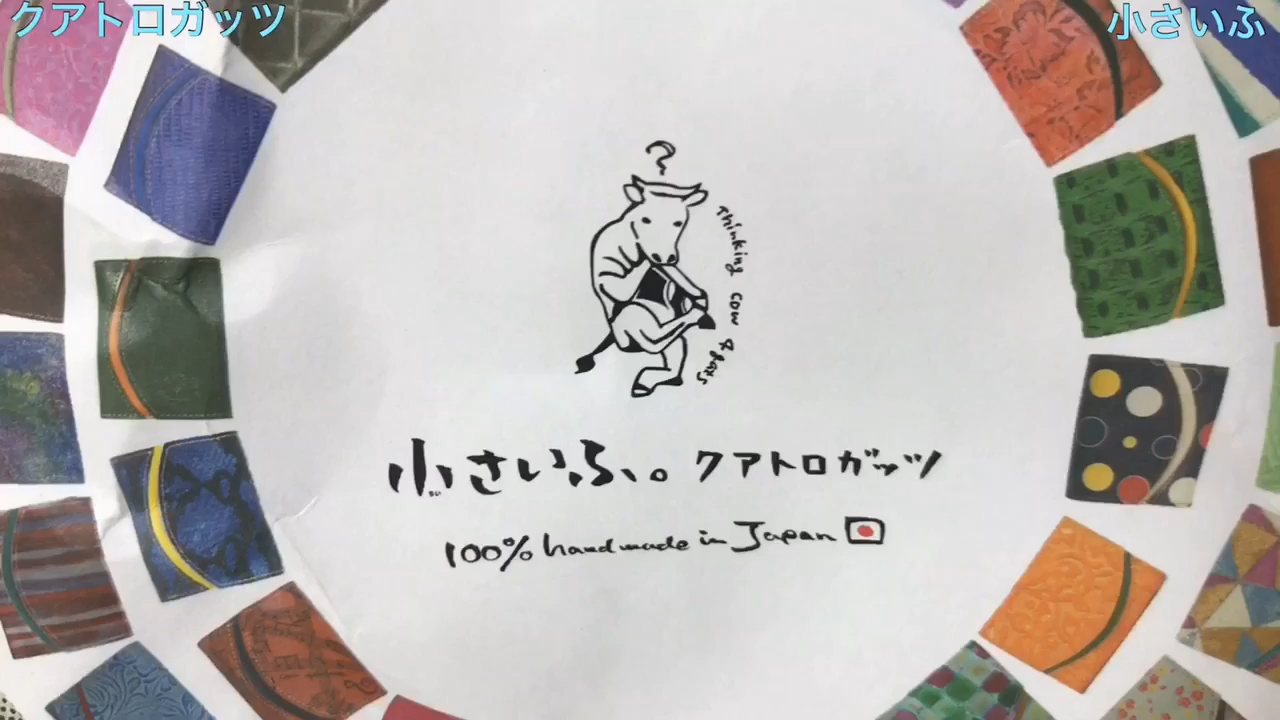 クアトロガッツ
小さいふ
?
Thinking cow & pats
小さいふ。クアトロガッツ
100% handmade in Japan